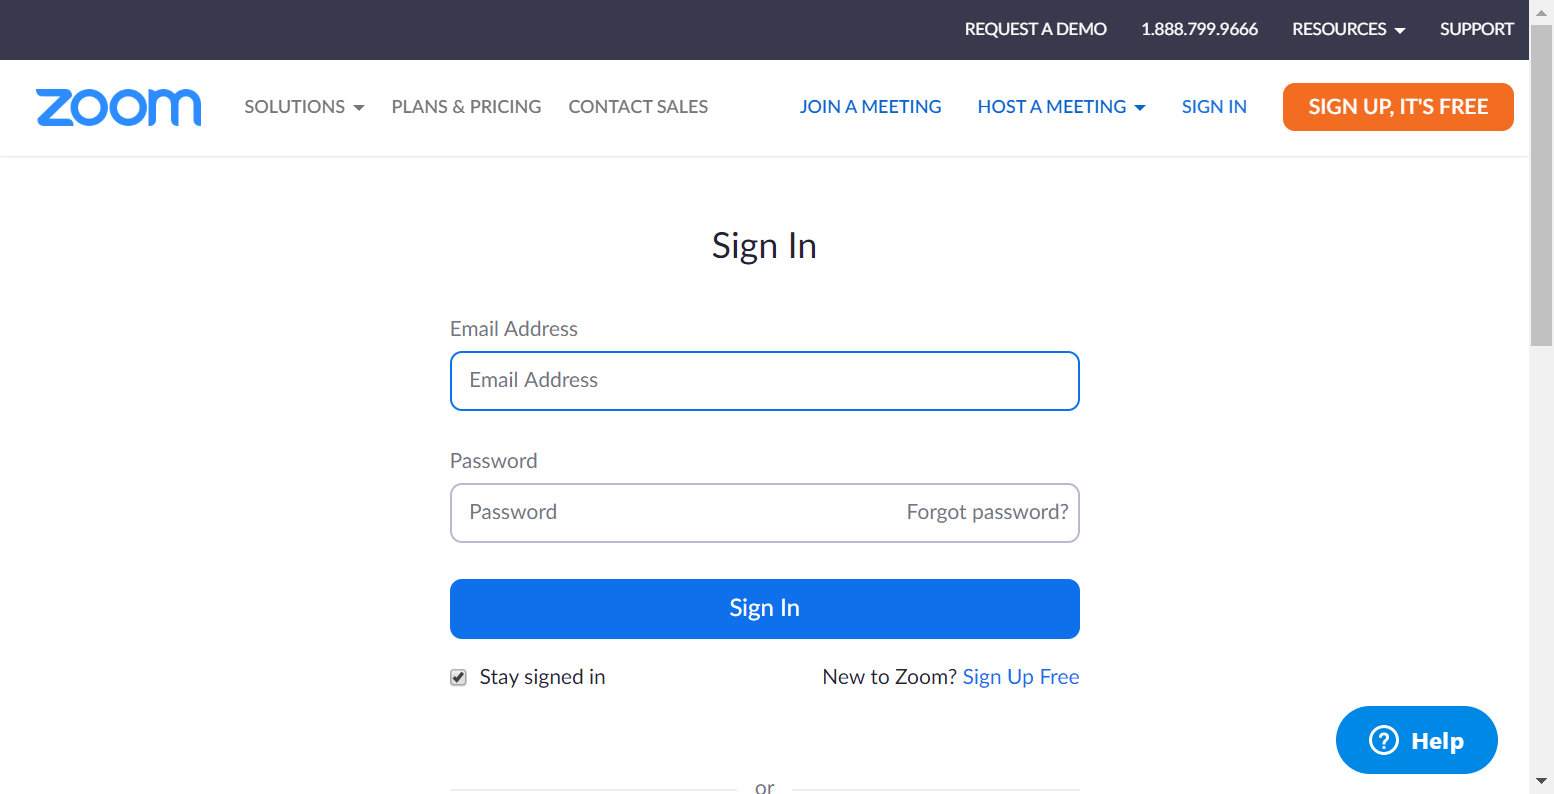 REQUEST A DEMO 1.888.799.9666 RESOURCES SUPPORT
zoom SOLUTIONS PLANS & PRICING CONTACT SALES JOIN A MEETING HOST A MEETING SIGN IN SIGN UP, IT'S FREE
Sign In
Email Address
Email Address
Password
Password Forgot password?
Sign In
Stay signed in New to Zoom? Sign Up Free
? Help
or